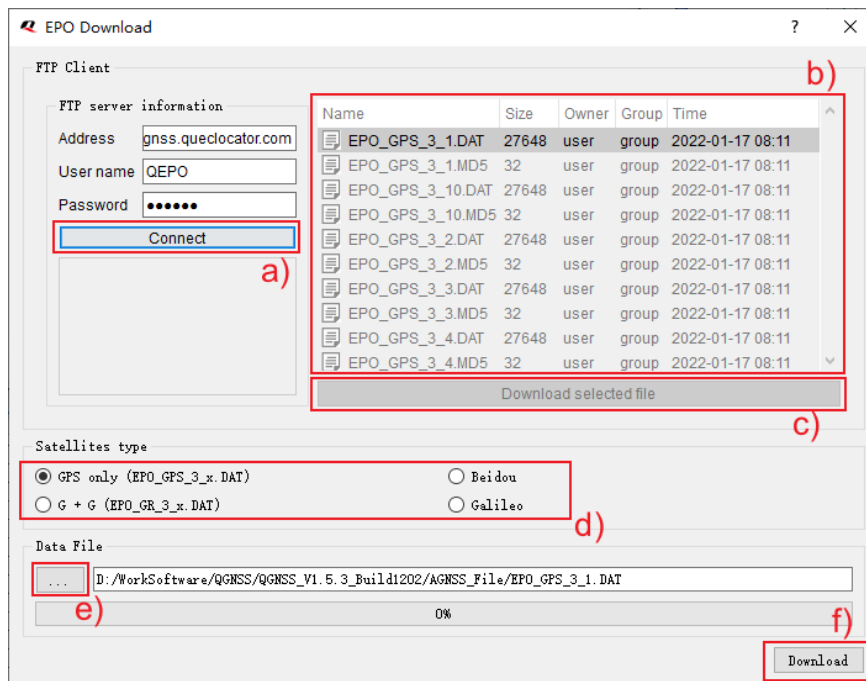 EPO Download
?
FTP Client
b)
FTP server information
Address gnss.queclocator.com
User name QEPO
Password ●●●●●●
Connect
a)
Name Size Owner Group Time
EPO_GPS_3_1.DAT 27648 user group 2022-01-17 08:11
EPO_GPS_3_1.MD5 32 user group 2022-01-17 08:11
EPO_GPS_3_10.DAT 27648 user group 2022-01-17 08:11
EPO_GPS_3_10.MD5 32 user group 2022-01-17 08:11
EPO_GPS_3_2.DAT 27648 user group 2022-01-17 08:11
EPO_GPS_3_2.MD5 32 user group 2022-01-17 08:11
EPO_GPS_3_3.DAT 27648 user group 2022-01-17 08:11
EPO_GPS_3_3.MD5 32 user group 2022-01-17 08:11
EPO_GPS_3_4.DAT 27648 user group 2022-01-17 08:11
EPO_GPS_3_4.MD5 32 user group 2022-01-17 08:11
Download selected file
c)
Satellites type
GPS only (EPO_GPS_3_x.DAT) Beidou
G + G (EPO_GR_3_x.DAT) Galileo
d)
Data File
... D:/WorkSoftware/QGNSS/QGNSS_V1.5.3_Build1202/AGNSS_File/EPO_GPS_3_1.DAT
e)
0%
f)
Download